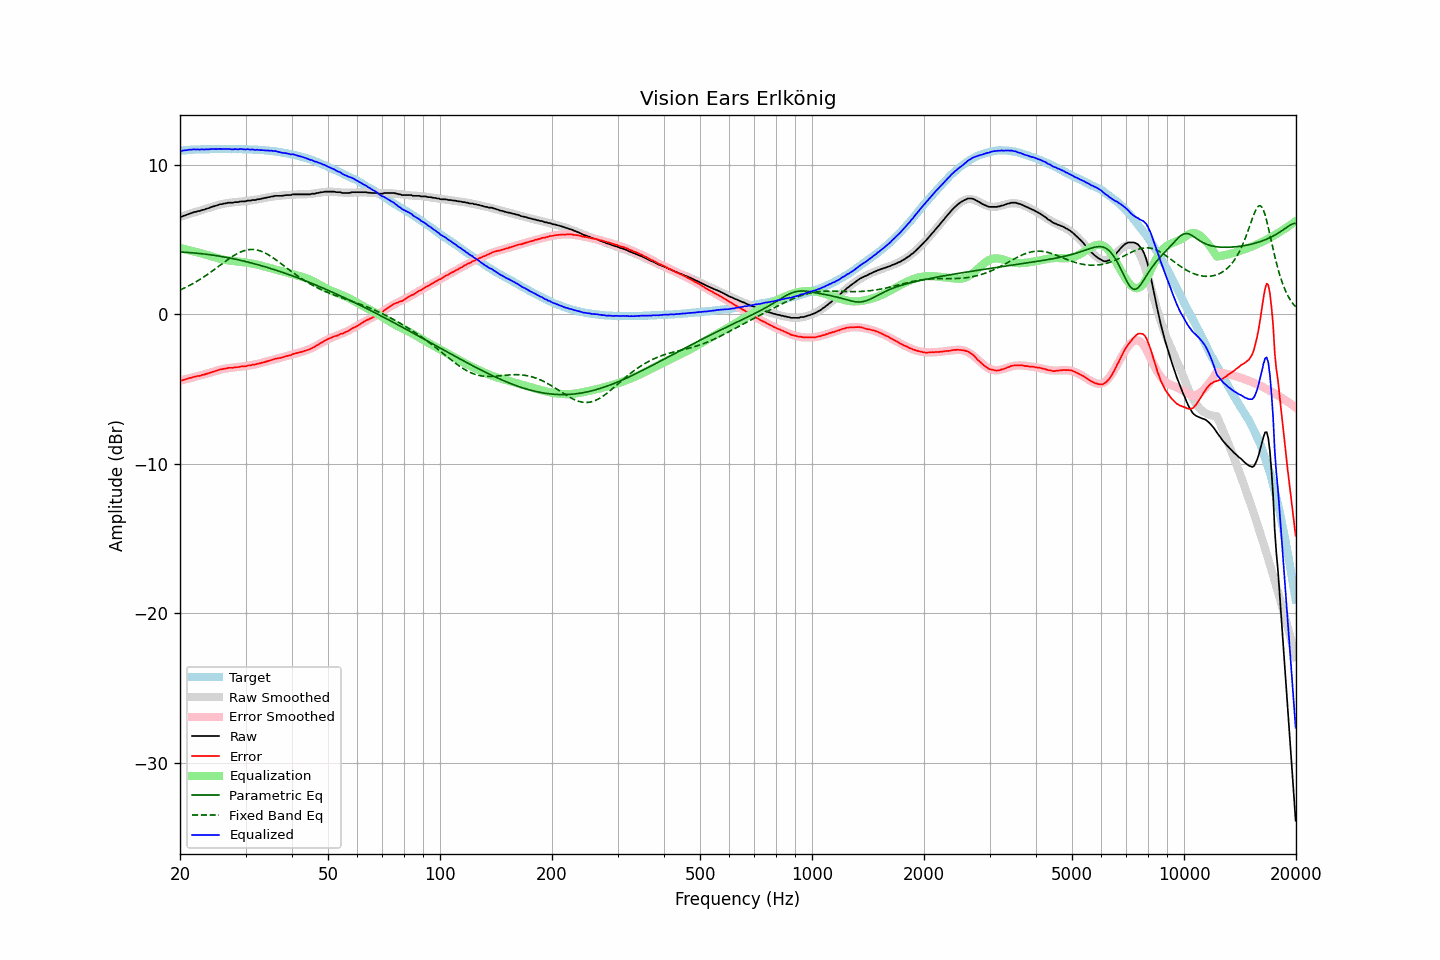 Vision Ears Erlkönig
Amplitude (dBr)
10
0
−10
−20
−30
Target
Raw Smoothed
Error Smoothed
Raw
Error
Equalization
Parametric Eq
Fixed Band Eq
Equalized
20 50 100 200 500 1000 2000 5000 10000 20000
Frequency (Hz)